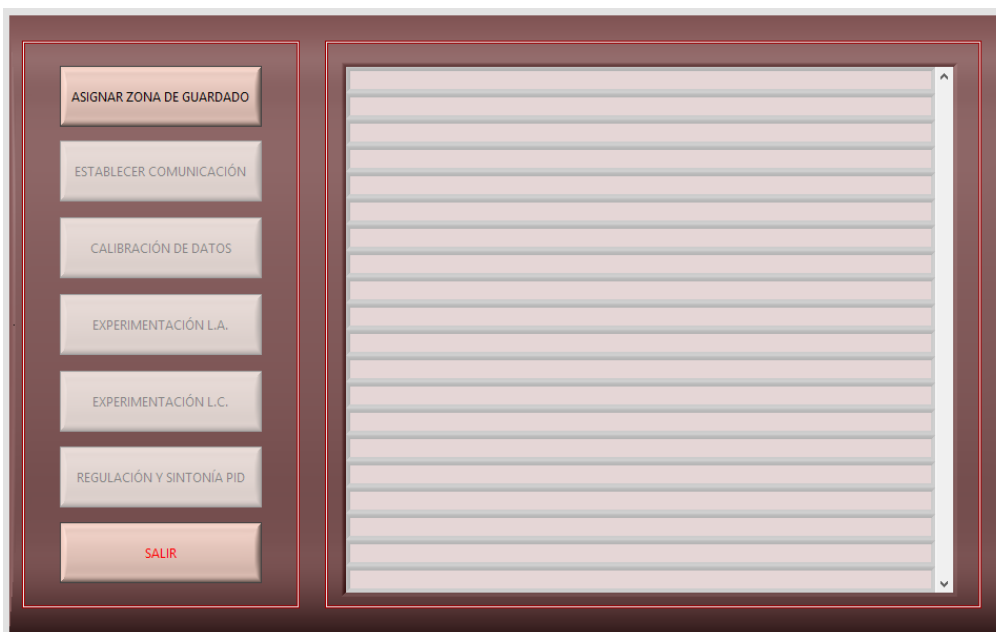 ASIGNAR ZONA DE GUARDADO
ESTABLECER COMUNICACIÓN
CALIBRACIÓN DE DATOS
EXPERIMENTACIÓN L.A.
EXPERIMENTACIÓN L.C.
REGULACIÓN Y SINTONÍA PID
SALIR